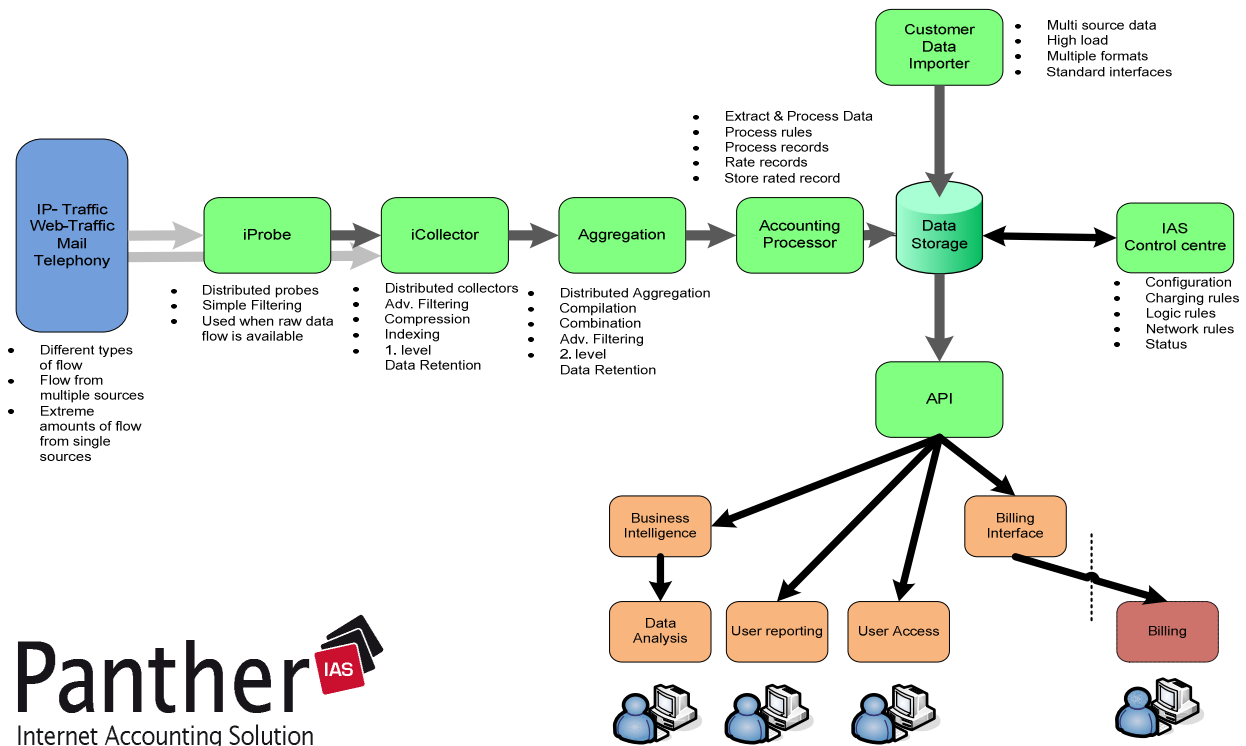 Customer
Data
Importer
• Multi source data
• High load
• Multiple formats
• Standard interfaces
• Extract & Process Data
• Process rules
• Process records
• Rate records
• Store rated record
IP- Traffic
Web-Traffic
Mail
Telephony
iProbe
iCollector
Aggregation
Accounting
Processor
Data
Storage
IAS
Control centre
• Different types
of flow
• Flow from
multiple sources
• Extreme
amounts of flow
from single
sources
• Distributed probes
• Simple Filtering
• Used when raw data
flow is available
• Distributed collectors
• Adv. Filtering
• Compression
• Indexing
• 1. level
Data Retention
• Distributed Aggregation
• Compilation
• Combination
• Adv. Filtering
• 2. level
Data Retention
• Configuration
• Charging rules
• Logic rules
• Network rules
• Status
API
Business
Intelligence
Billing
Interface
Data
Analysis
User reporting
User Access
Billing
Panther
IAS
Internet Accounting Solution